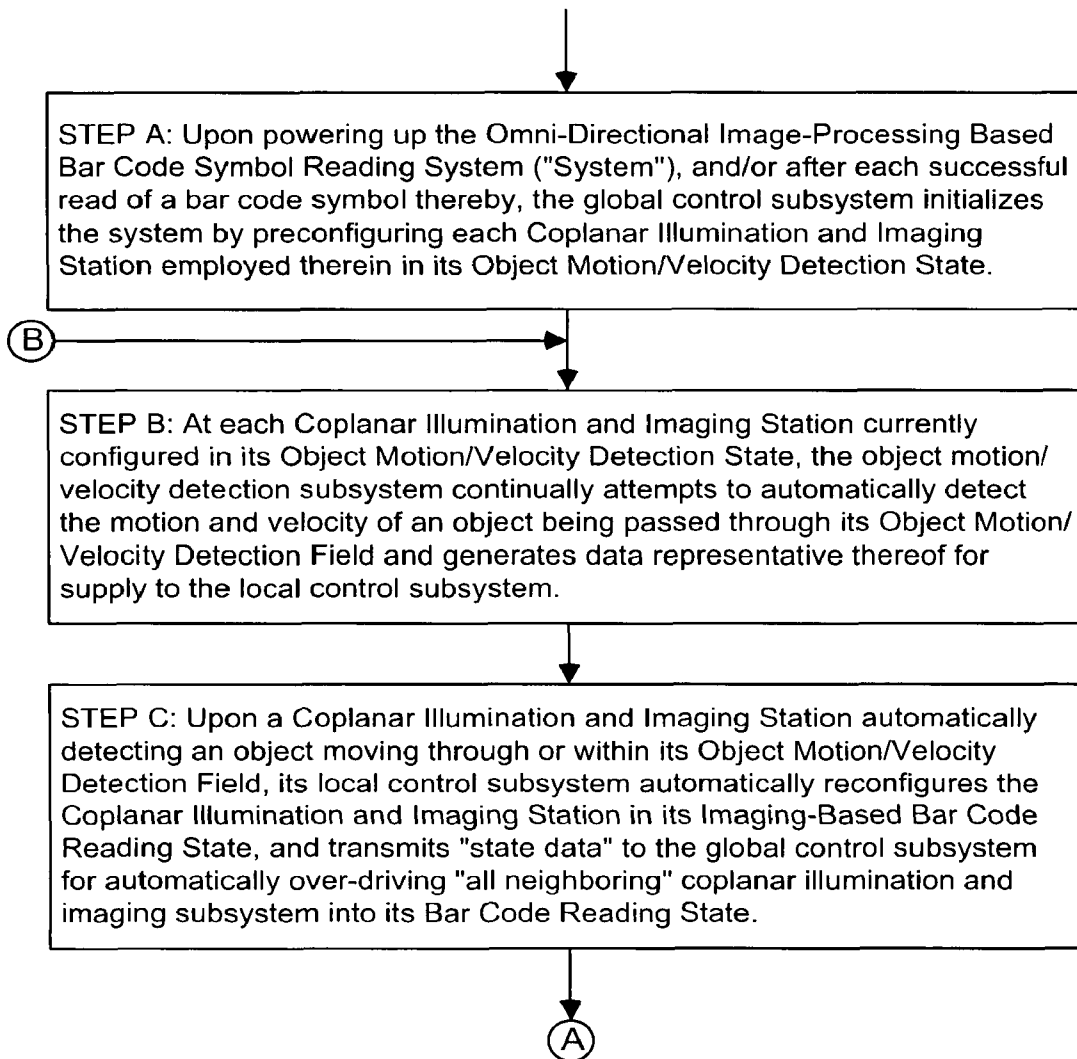 STEP A: Upon powering up the Omni-Directional Image-Processing Based
Bar Code Symbol Reading System ("System"), and/or after each successful
read of a bar code symbol thereby, the global control subsystem initializes
the system by preconfiguring each Coplanar Illumination and Imaging
Station employed therein in its Object Motion/Velocity Detection State.
B
STEP B: At each Coplanar Illumination and Imaging Station currently
configured in its Object Motion/Velocity Detection State, the object motion/
velocity detection subsystem continually attempts to automatically detect
the motion and velocity of an object being passed through its Object Motion/
Velocity Detection Field and generates data representative thereof for
supply to the local control subsystem.
STEP C: Upon a Coplanar Illumination and Imaging Station automatically
detecting an object moving through or within its Object Motion/Velocity
Detection Field, its local control subsystem automatically reconfigures the
Coplanar Illumination and Imaging Station in its Imaging-Based Bar Code
Reading State, and transmits "state data" to the global control subsystem
for automatically over-driving "all neighboring" coplanar illumination and
imaging subsystem into its Bar Code Reading State.
A